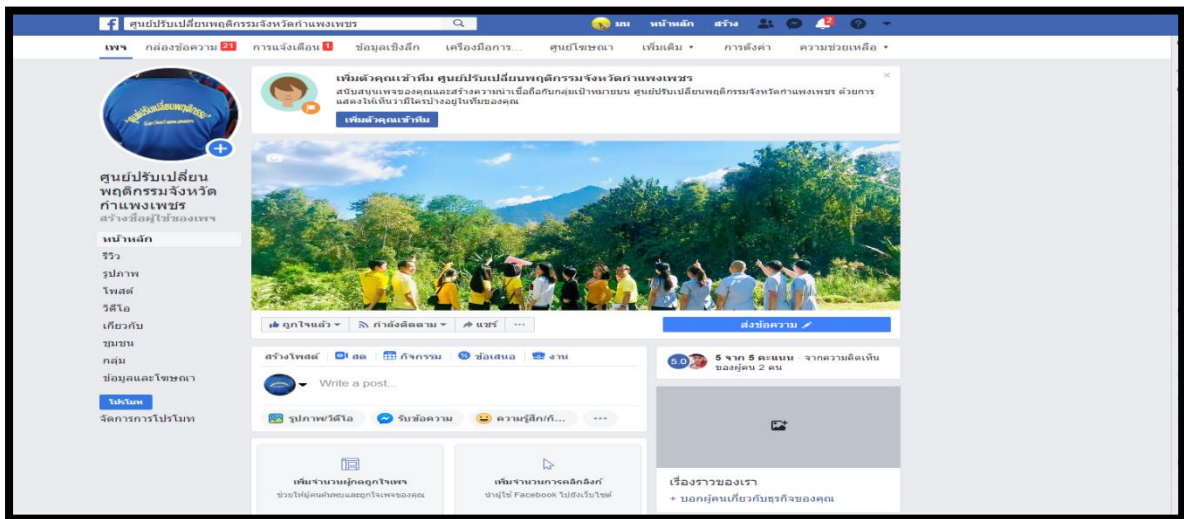 ศูนย์ปรับเปลี่ยนพฤติกรรมจังหวัดกำแพงเพชร
มน หน้าหลัก สร้าง 2
เพจ กล่องข้อความ 21 การแจ้งเตือน 1 ข้อมูลเชิงลึก เครื่องมือการ... ศูนย์โฆษณา เพิ่มเติม การตั้งค่า ความช่วยเหลือ
ศูนย์ปรับเปลี่ยนพฤติกรรม
เพิ่มตัวคุณเข้าทีม ศูนย์ปรับเปลี่ยนพฤติกรรมจังหวัดกำแพงเพชร
สนับสนุนเพจของคุณและสร้างความน่าเชื่อถือกับกลุ่มเป้าหมายบน ศูนย์ปรับเปลี่ยนพฤติกรรมจังหวัดกำแพงเพชร ด้วยการ
แสดงให้เห็นว่ามีใครบ้างอยู่ในทีมของคุณ
เพิ่มตัวคุณเข้าทีม
ศูนย์ปรับเปลี่ยน
พฤติกรรมจังหวัด
กำแพงเพชร
สร้างชื่อผู้ใช้ของเพจ
หน้าหลัก
รีวิว
รูปภาพ
โพสต์
วิดีโอ
เกี่ยวกับ
ชุมชน
กลุ่ม
ข้อมูลและโฆษณา
โปรโมท
จัดการการโปรโมท
ถูกใจแล้ว กำลังติดตาม แชร์ ...
ส่งข้อความ
สร้างโพสต์ สด กิจกรรม ข้อเสนอ งาน
Write a post...
รูปภาพ/วิดีโอ รับข้อความ ความรู้สึก/กิ... ...
เพิ่มจำนวนผู้กดถูกใจเพจ
ช่วยให้ผู้คนค้นพบและถูกใจเพจของคุณ
เพิ่มจำนวนการคลิกลิงก์
นำผู้ใช้ Facebook ไปยังเว็บไซต์
5.0 5 จาก 5 คะแนน · จากความคิดเห็น
ของผู้คน 2 คน
เรื่องราวของเรา
+ บอกผู้คนเกี่ยวกับธุรกิจของคุณ